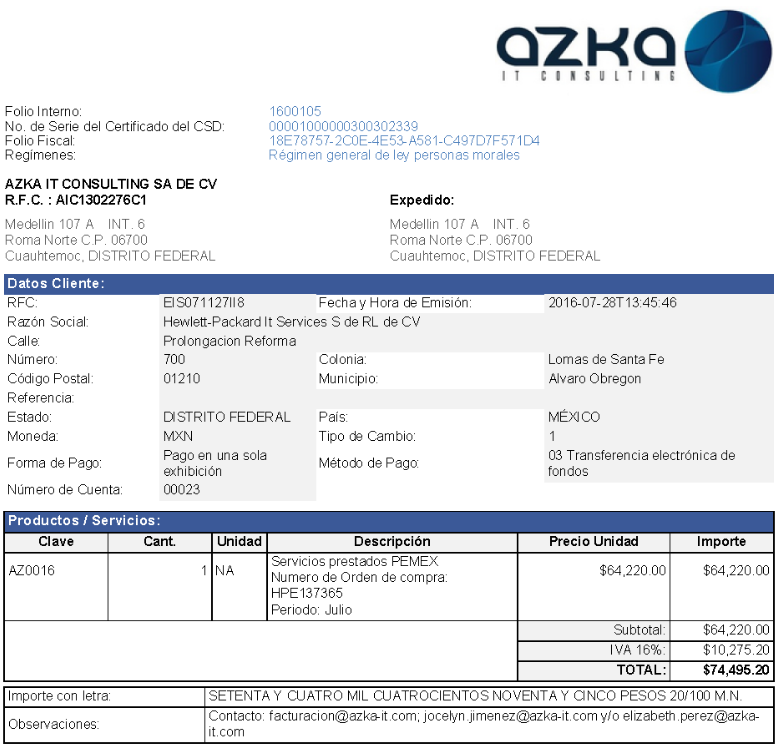 azka
IT CONSULTING
Folio Interno: 1600105
No. de Serie del Certificado del CSD: 00001000000300302339
Folio Fiscal: 18E78757-2C0E-4E53-A581-C497D7F571D4
Regímenes: Régimen general de ley personas morales
AZKA IT CONSULTING SA DE CV
R.F.C. : AIC1302276C1 Expedido:
Medellin 107 A INT. 6 Medellin 107 A INT. 6
Roma Norte C.P. 06700 Roma Norte C.P. 06700
Cuauhtemoc, DISTRITO FEDERAL Cuauhtemoc, DISTRITO FEDERAL
Datos Cliente:
RFC: EIS071127II8 Fecha y Hora de Emisión: 2016-07-28T13:45:46
Razón Social: Hewlett-Packard It Services S de RL de CV
Calle: Prolongacion Reforma
Número: 700 Colonia: Lomas de Santa Fe
Código Postal: 01210 Municipio: Alvaro Obregon
Referencia:
Estado: DISTRITO FEDERAL País: MÉXICO
Moneda: MXN Tipo de Cambio: 1
Forma de Pago: Pago en una sola exhibición Método de Pago: 03 Transferencia electrónica de fondos
Número de Cuenta: 00023
Productos / Servicios:
Clave Cant. Unidad Descripción Precio Unidad Importe
AZ0016 1 NA Servicios prestados PEMEX $64,220.00 $64,220.00
Numero de Orden de compra:
HPE137365
Periodo: Julio
Subtotal: $64,220.00
IVA 16%: $10,275.20
TOTAL: $74,495.20
Importe con letra: SETENTA Y CUATRO MIL CUATROCIENTOS NOVENTA Y CINCO PESOS 20/100 M.N.
Observaciones: Contacto: facturacion@azka-it.com; jocelyn.jimenez@azka-it.com y/o elizabeth.perez@azka-
it.com